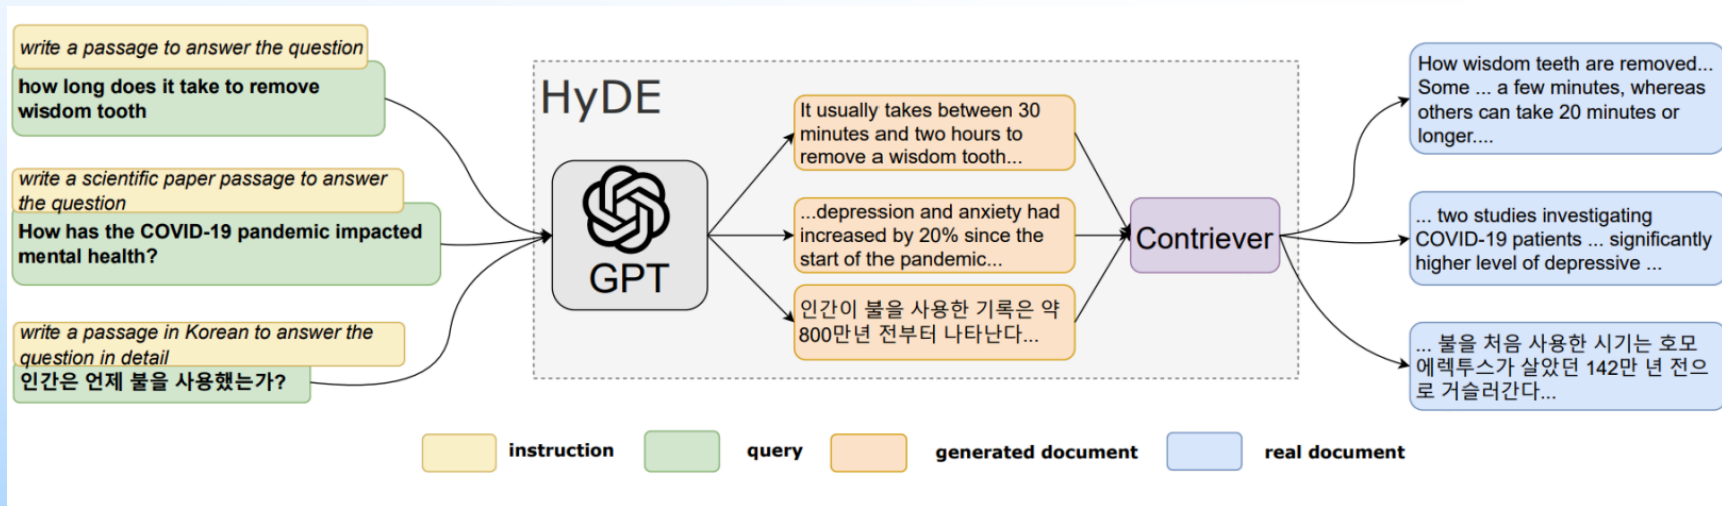 write a passage to answer the question
how long does it take to remove
wisdom tooth
write a scientific paper passage to answer
the question
How has the COVID-19 pandemic impacted
mental health?
write a passage in Korean to answer the
question in detail
인간은 언제 불을 사용했는가?
HyDE
GPT
It usually takes between 30
minutes and two hours to
remove a wisdom tooth...
...depression and anxiety had
increased by 20% since the
start of the pandemic...
인간이 불을 사용한 기록은 약
800만년 전부터 나타난다...
Contriever
How wisdom teeth are removed...
Some ... a few minutes, whereas
others can take 20 minutes or
longer....
... two studies investigating
COVID-19 patients ... significantly
higher level of depressive ...
... 불을 처음 사용한 시기는 호모
에렉투스가 살았던 142만 년 전으
로 거슬러간다...
instruction
query
generated document
real document